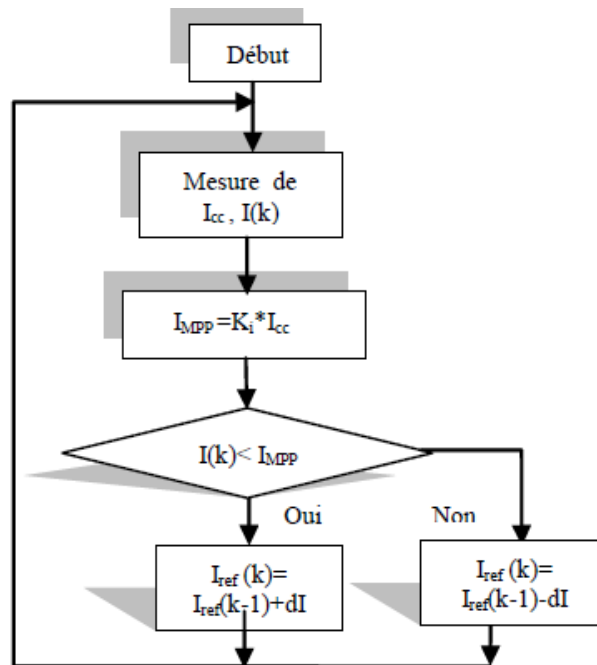 Début
Mesure de
Icc , I(k)
IMPP =Ki*Icc
I(k)< IMPP
Oui
Non
Iref (k)=
Iref(k-1)+dI
Iref (k)=
Iref(k-1)-dI